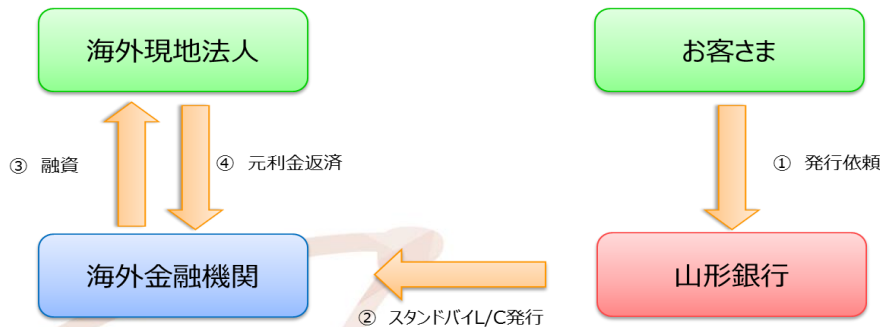 海外現地法人
お客さま
③ 融資
④ 元利金返済
① 発行依頼
海外金融機関
山形銀行
② スタンドバイL/C発行